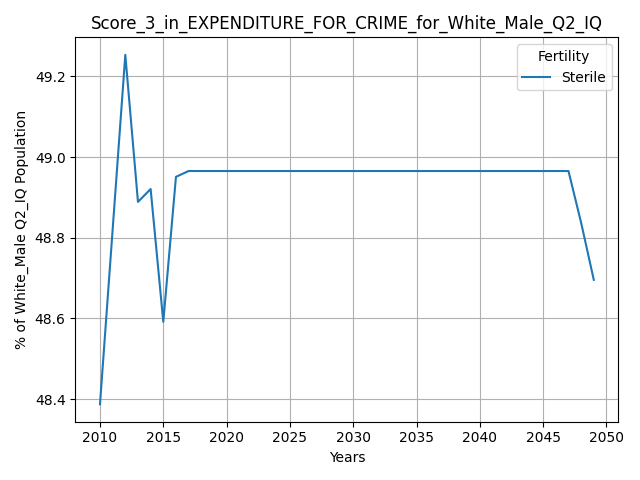 Score_3_in_EXPENDITURE_FOR_CRIME_for_White_Male_Q2_IQ
Fertility
Sterile
% of White_Male Q2_IQ Population
49.2
49.0
48.8
48.6
48.4
2010 2015 2020 2025 2030 2035 2040 2045 2050
Years